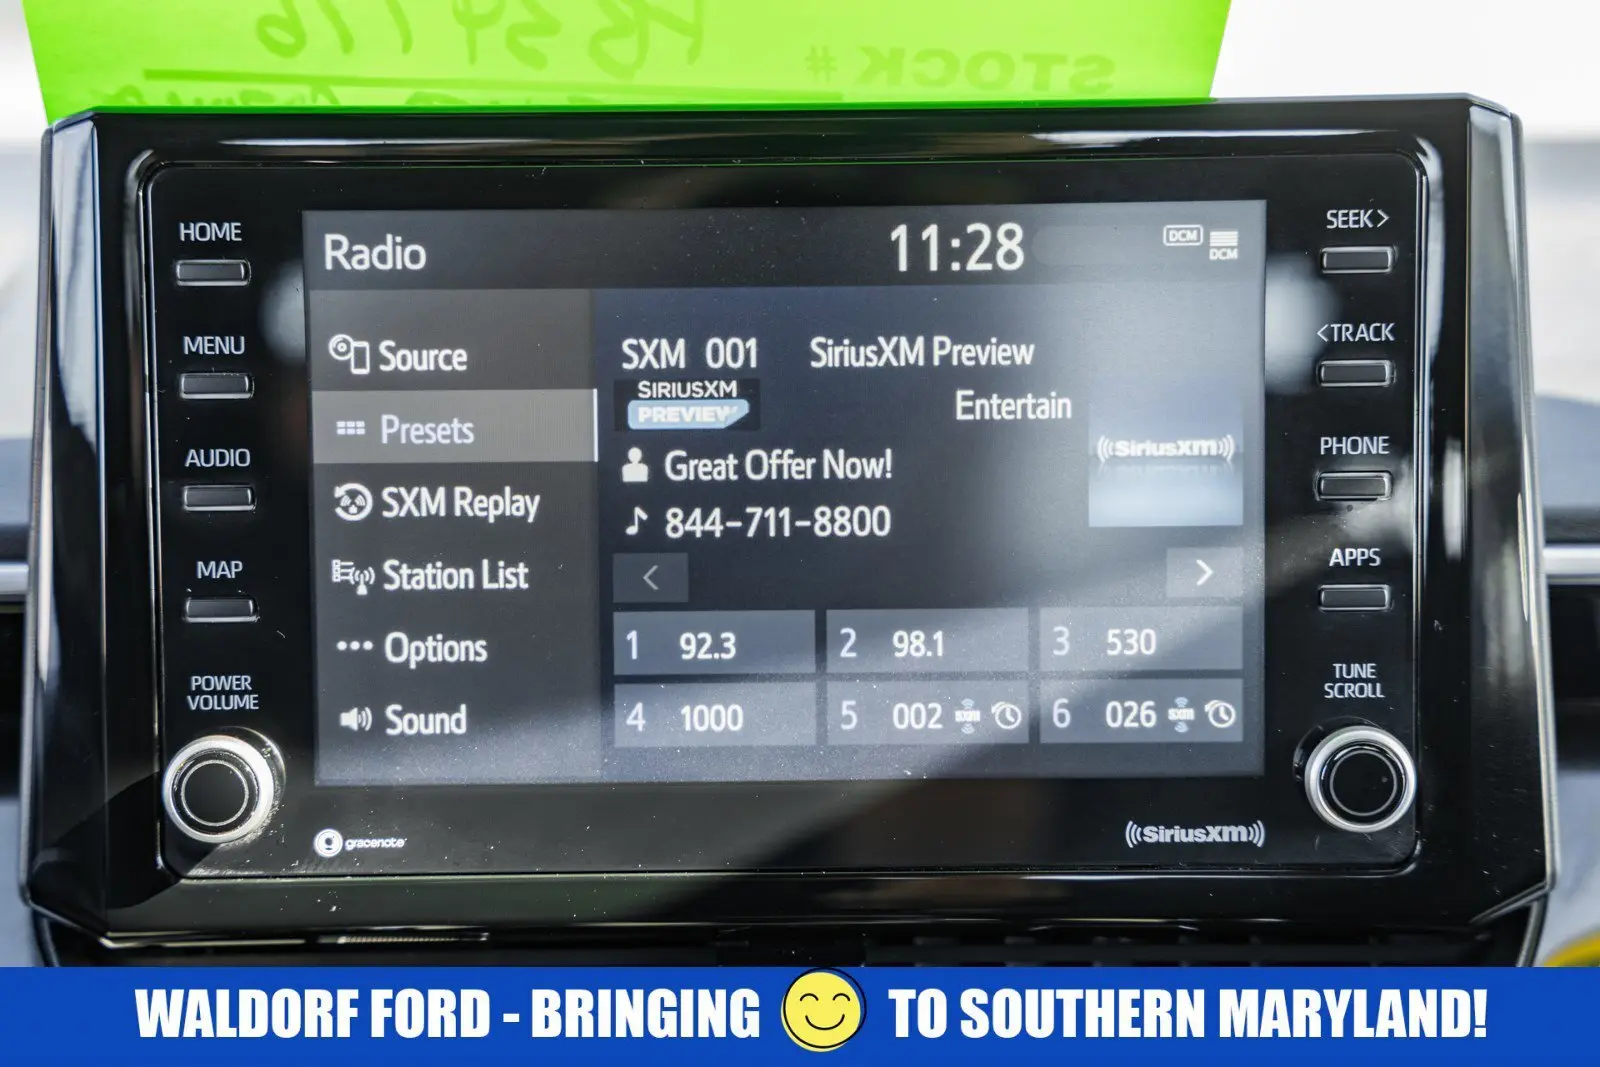 STOCK #
HOME
MENU
AUDIO
MAP
POWER
VOLUME
Radio
11:28
DCM
DCM
Source
Presets
SXM Replay
Station List
Options
Sound
SXM 001 SiriusXM Preview
SIRIUSXM
PREVIEW
Entertain
Great Offer Now!
844-711-8800
((SiriusXM))
<
>
1 92.3
2 98.1
3 530
4 1000
5 002 SXM
6 026 SXM
SEEK>
<TRACK
PHONE
APPS
TUNE
SCROLL
gracenote
((SiriusXM))
WALDORF FORD - BRINGING TO SOUTHERN MARYLAND!